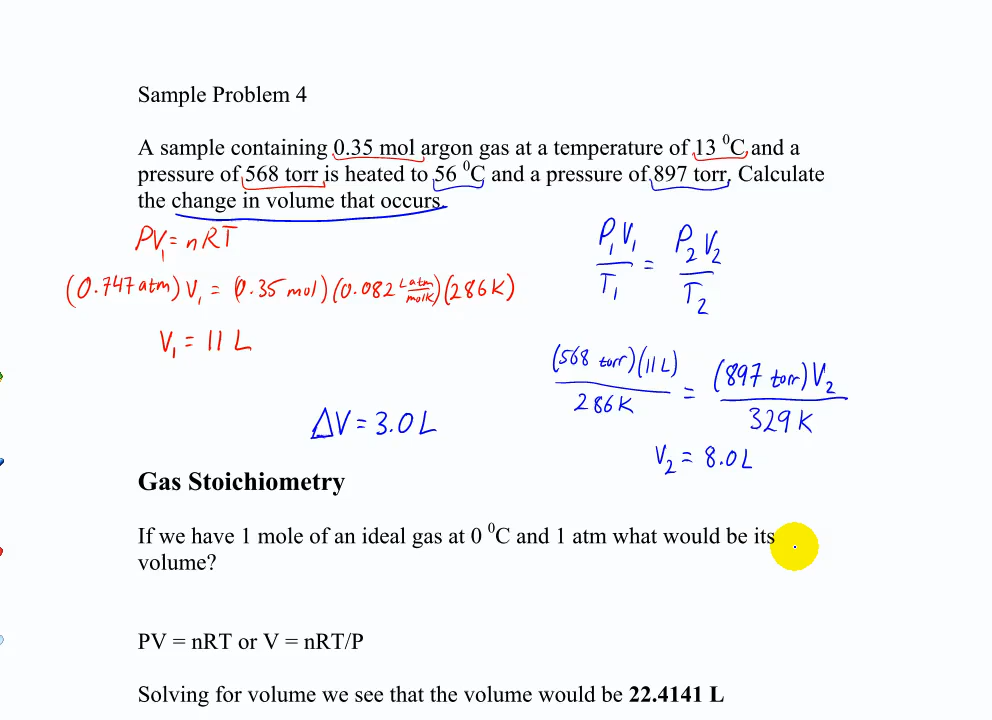 Sample Problem 4
A sample containing 0.35 mol argon gas at a temperature of 13 ⁰C and a
pressure of 568 torr is heated to 56 ⁰C and a pressure of 897 torr. Calculate
the change in volume that occurs.
PV₁ = nRT
(0.747 atm) V₁ = (0.35 mol) (0.082 L atm/mol K) (286 K)
V₁ = 11 L
P₁V₁/T₁ = P₂V₂/T₂
(568 torr)(11 L)/286 K = (897 torr) V₂/329 K
V₂ = 8.0 L
ΔV = 3.0 L
Gas Stoichiometry
If we have 1 mole of an ideal gas at 0 ⁰C and 1 atm what would be its
volume?
PV = nRT or V = nRT/P
Solving for volume we see that the volume would be 22.4141 L